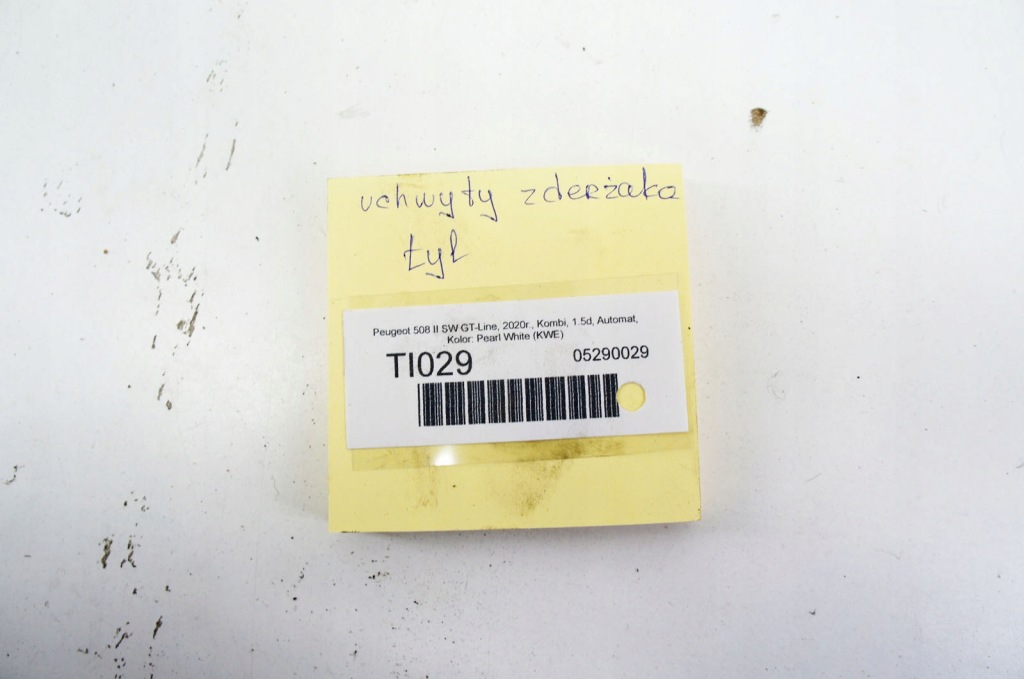 uchwyty zderżaka
tył
Peugeot 508 II SW GT-Line, 2020r., Kombi, 1.5d, Automat,
Kolor: Pearl White (KWE)
TI029 05290029